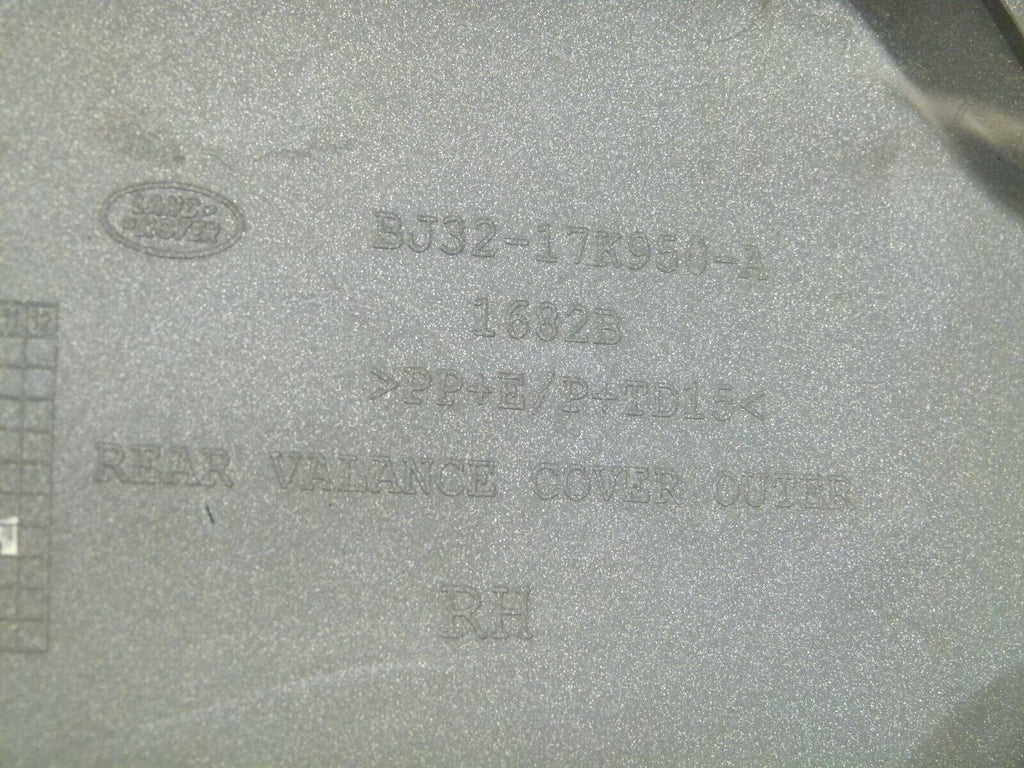 LAND-
-ROVER
BJ32-17K950-A
1682B
>PP+E/P+TD15<
REAR VALANCE COVER OUTER
RH